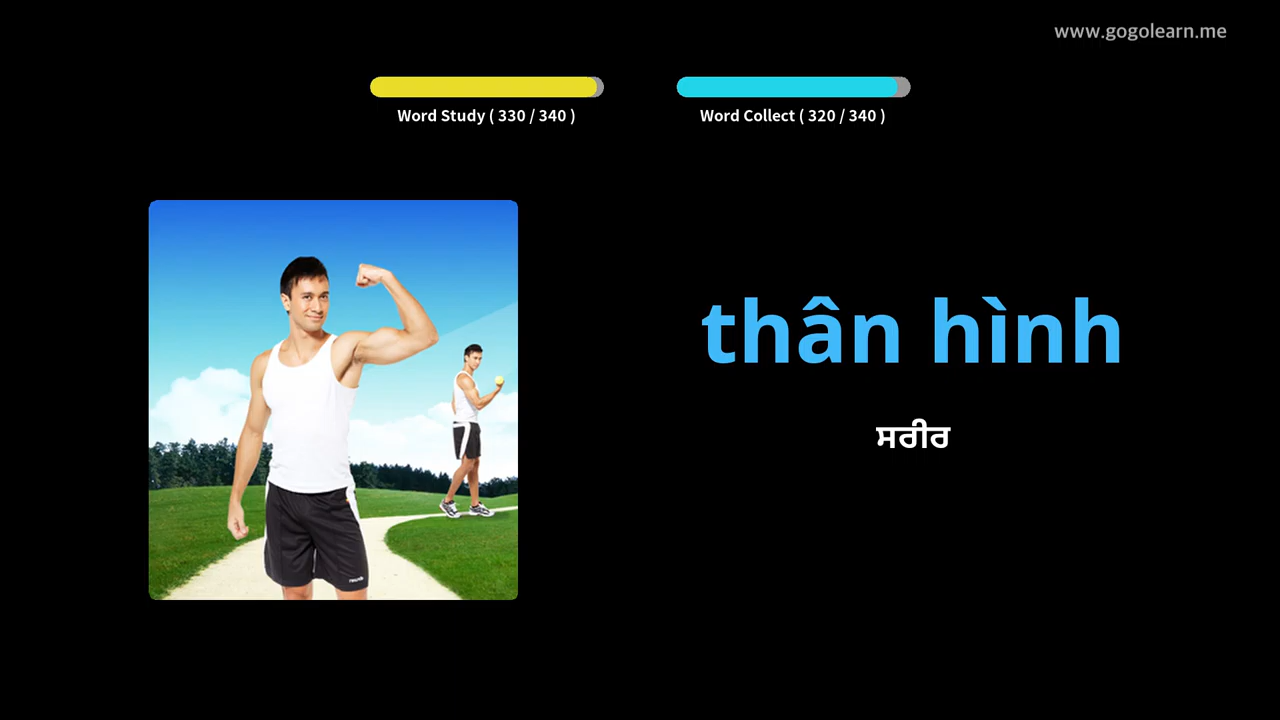 www.gogolearn.me
Word Study ( 330 / 340 )
Word Collect ( 320 / 340 )
thân hình
ਸਰੀਰ